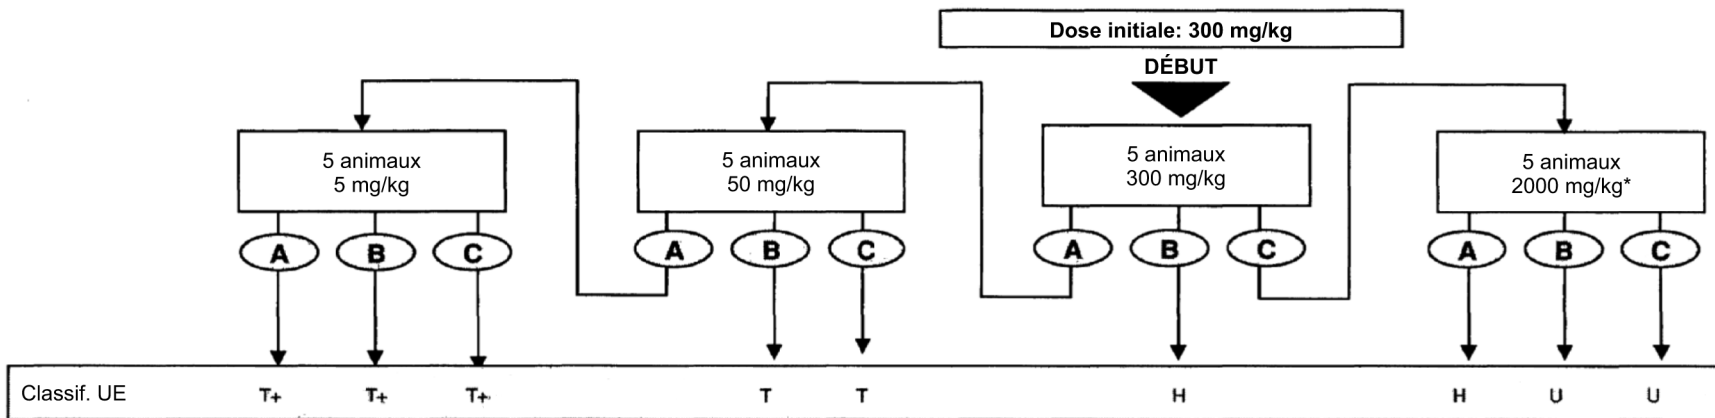 Dose initiale: 300 mg/kg
DÉBUT
5 animaux
5 mg/kg
5 animaux
50 mg/kg
5 animaux
300 mg/kg
5 animaux
2000 mg/kg*
A B C A B C A B C A B C
Classif. UE T+ T+ T+ T T H H U U